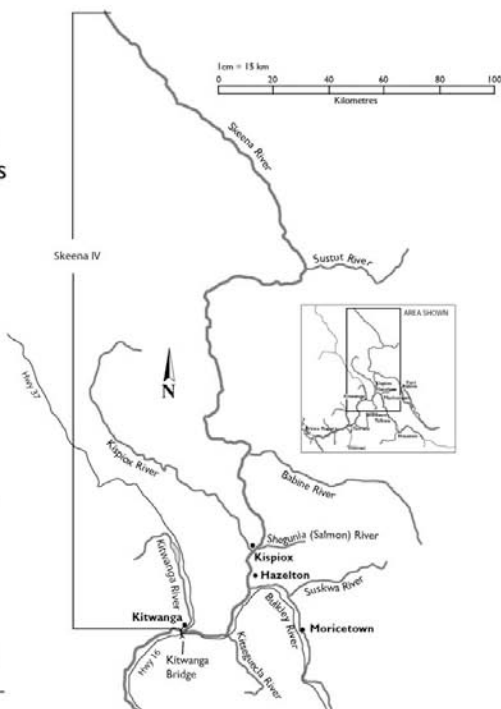 1cm = 15 km
0 20 40 60 80 100
Kilometres
Skeena River
S
Skeena IV
Sustut River
AREA SHOWN
Hwy 37
N
Kispiox River
Babine River
Shegunia (Salmon) River
Kispiox
Hazelton
Kitwanga River
Suskwa River
Bulkley River
Kitwanga
Moricetown
Hwy 16
Kitwanga
Bridge
Kitseguecla River